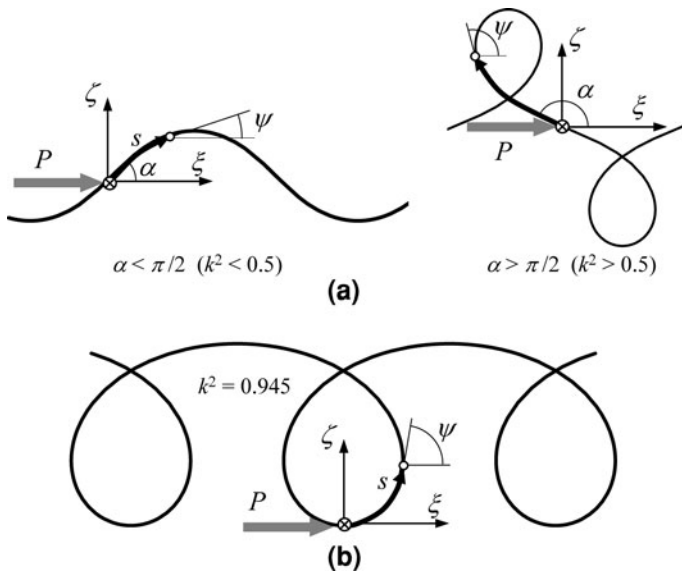 ζ
s
ψ
P
α
ξ
α < π/2 (k² < 0.5)
ψ
ζ
α
ξ
P
α > π/2 (k² > 0.5)
(a)
k² = 0.945
ζ
ψ
s
ξ
P
(b)